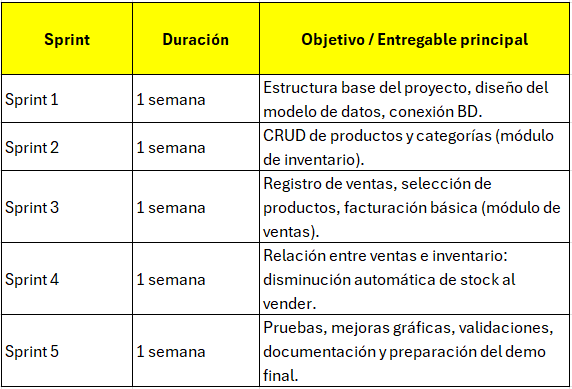 Sprint Duración Objetivo / Entregable principal
Sprint 1 1 semana Estructura base del proyecto, diseño del
modelo de datos, conexión BD.
Sprint 2 1 semana CRUD de productos y categorías (módulo
de inventario).
Sprint 3 1 semana Registro de ventas, selección de
productos, facturación básica (módulo de
ventas).
Sprint 4 1 semana Relación entre ventas e inventario:
disminución automática de stock al
vender.
Sprint 5 1 semana Pruebas, mejoras gráficas, validaciones,
documentación y preparación del demo
final.